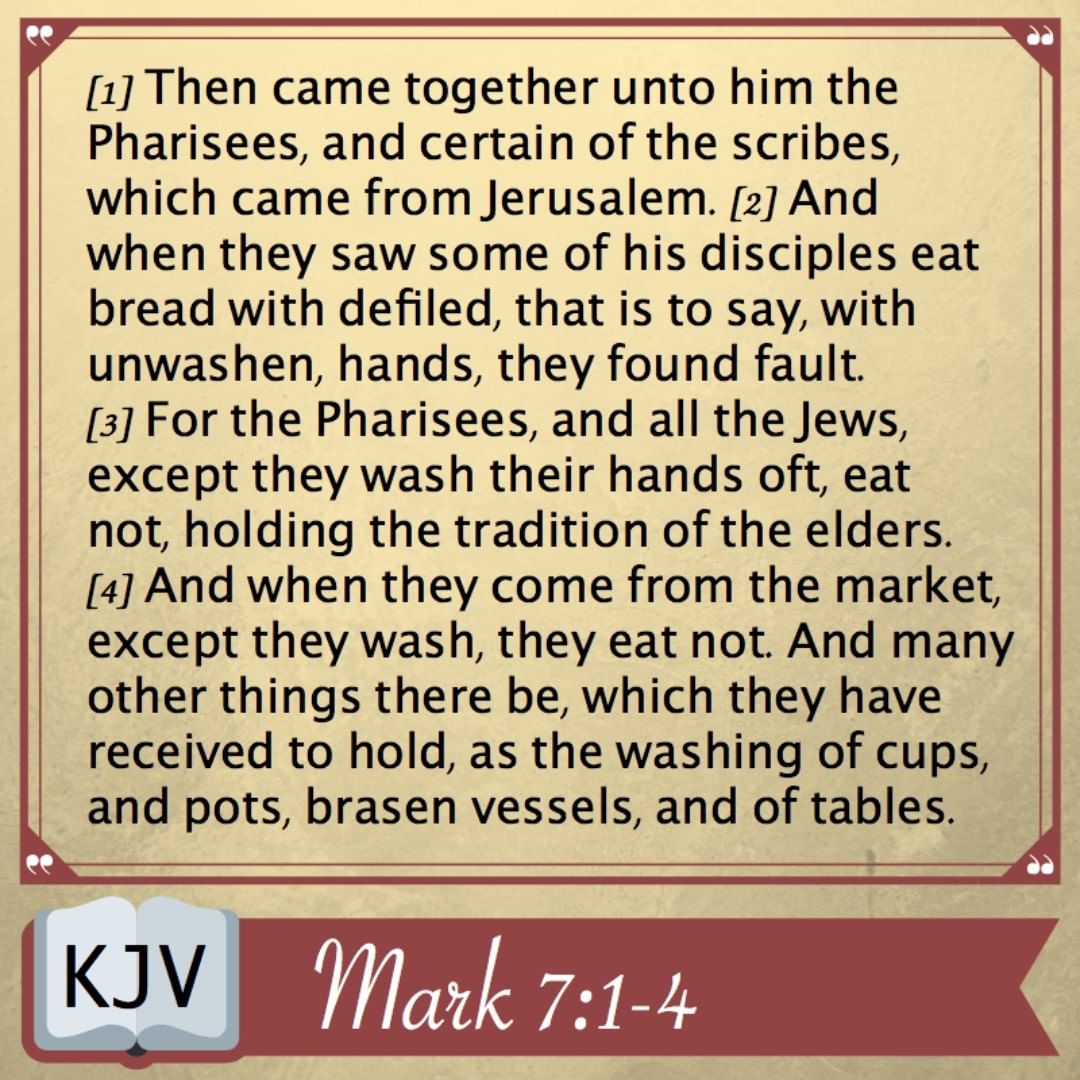 [1] Then came together unto him the
Pharisees, and certain of the scribes,
which came from Jerusalem. [2] And
when they saw some of his disciples eat
bread with defiled, that is to say, with
unwashen, hands, they found fault.
[3] For the Pharisees, and all the Jews,
except they wash their hands oft, eat
not, holding the tradition of the elders.
[4] And when they come from the market,
except they wash, they eat not. And many
other things there be, which they have
received to hold, as the washing of cups,
and pots, brasen vessels, and of tables.
KJV
Mark 7:1-4